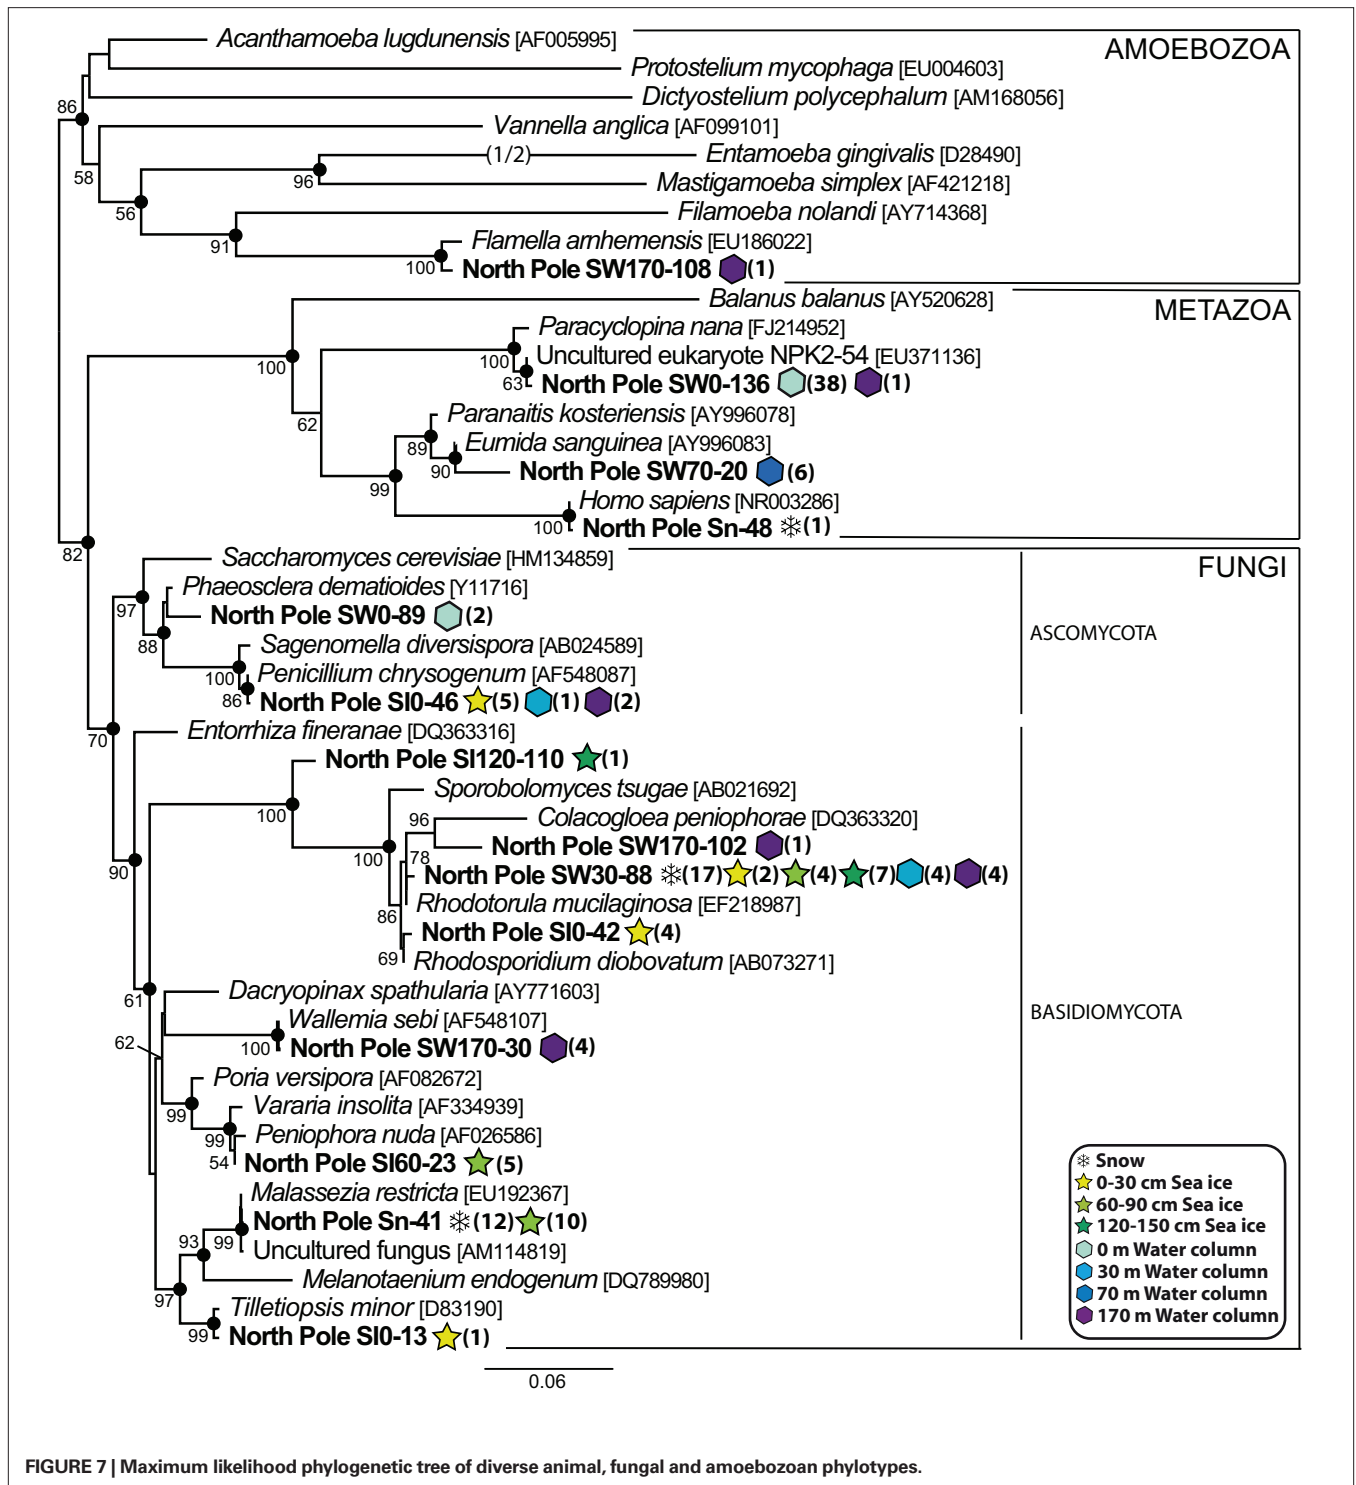 Acanthamoeba lugdunensis [AF005995]
AMOEBOZOA
Protostelium mycophaga [EU004603]
Dictyostelium polycephalum [AM168056]
86
Vannella anglica [AF099101]
(1/2)
Entamoeba gingivalis [D28490]
58
96
Mastigamoeba simplex [AF421218]
56
Filamoeba nolandi [AY714368]
91
Flamella arnhemensis [EU186022]
100
North Pole SW170-108 (1)
Balanus balanus [AY520628]
METAZOA
Paracyclopina nana [FJ214952]
100
100
Uncultured eukaryote NPK2-54 [EU371136]
63
North Pole SW0-136 (38) (1)
62
Paranaitis kosteriensis [AY996078]
89
Eumida sanguinea [AY996083]
90
North Pole SW70-20 (6)
99
Homo sapiens [NR003286]
100
North Pole Sn-48 (1)
82
Saccharomyces cerevisiae [HM134859]
FUNGI
Phaeosclera dematioides [Y11716]
97
North Pole SW0-89 (2)
88
ASCOMYCOTA
Sagenomella diversispora [AB024589]
100
Penicillium chrysogenum [AF548087]
86
North Pole SI0-46 (5) (1) (2)
70
Entorrhiza fineranae [DQ363316]
North Pole SI120-110 (1)
Sporobolomyces tsugae [AB021692]
100
96
Colacogloea peniophorae [DQ363320]
North Pole SW170-102 (1)
100
78
90
North Pole SW30-88 (17) (2) (4) (7) (4) (4)
Rhodotorula mucilaginosa [EF218987]
86
North Pole SI0-42 (4)
69
Rhodosporidium diobovatum [AB073271]
Dacryopinax spathularia [AY771603]
61
BASIDIOMYCOTA
Wallemia sebi [AF548107]
62
100
North Pole SW170-30 (4)
Poria versipora [AF082672]
99
Vararia insolita [AF334939]
99
Peniophora nuda [AF026586]
54
North Pole SI60-23 (5)
Malassezia restricta [EU192367]
North Pole Sn-41 (12) (10)
93
99
Uncultured fungus [AM114819]
Melanotaenium endogenum [DQ789980]
97
Tilletiopsis minor [D83190]
99
North Pole SI0-13 (1)
Snow
0-30 cm Sea ice
60-90 cm Sea ice
120-150 cm Sea ice
0 m Water column
30 m Water column
70 m Water column
170 m Water column
0.06
FIGURE 7 | Maximum likelihood phylogenetic tree of diverse animal, fungal and amoebozoan phylotypes.